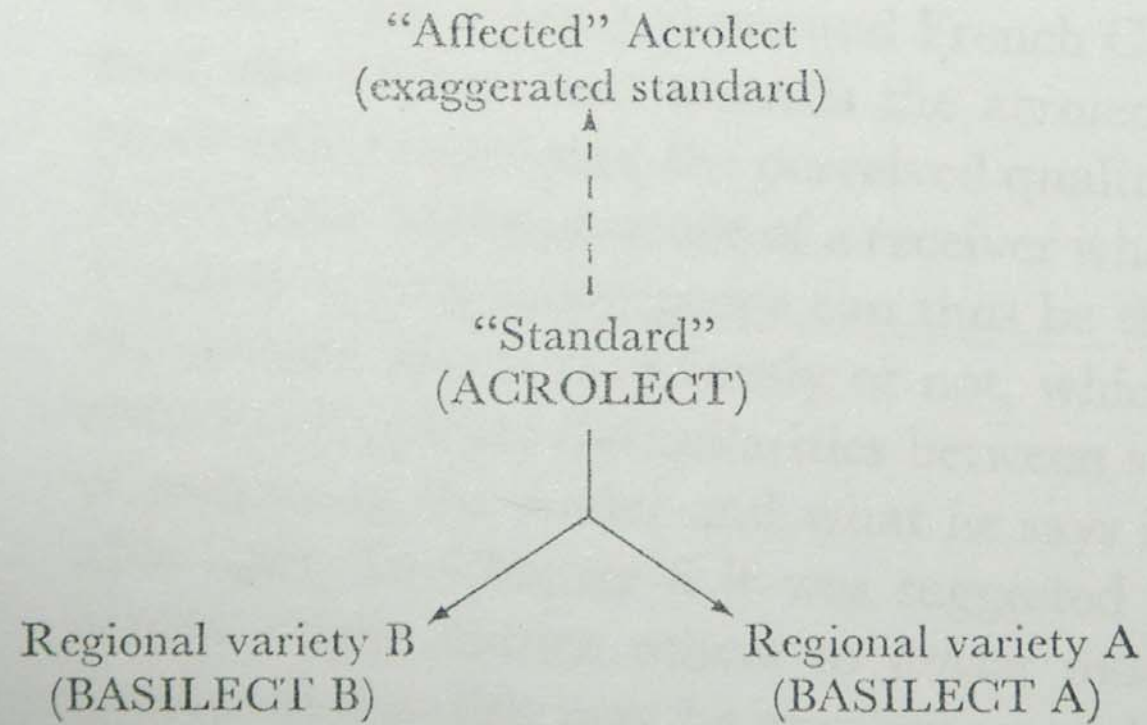 “Affected” Acrolect
(exaggerated standard)
“Standard”
(ACROLECT)
Regional variety B
(BASILECT B)
Regional variety A
(BASILECT A)